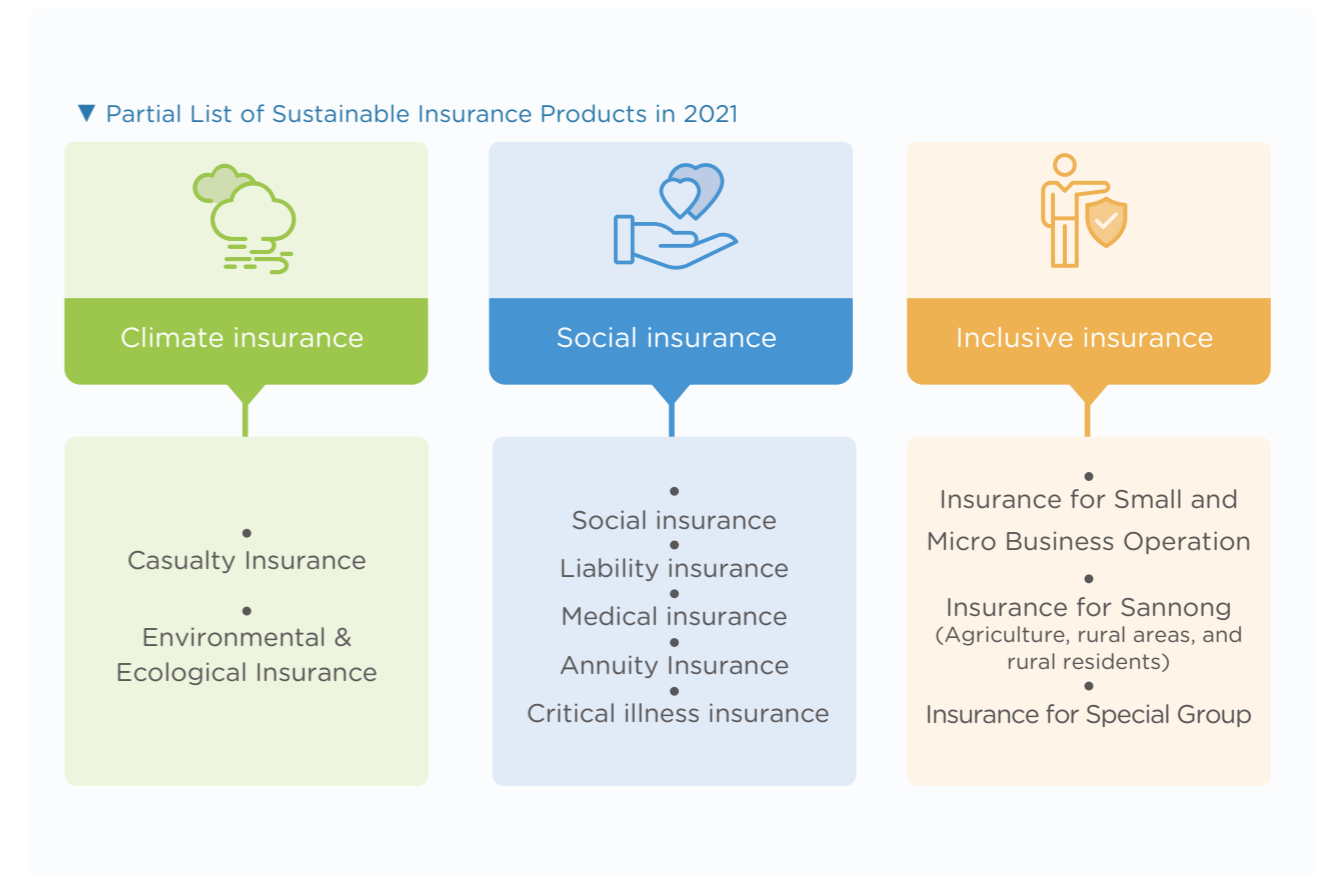 ▼ Partial List of Sustainable Insurance Products in 2021
Climate insurance
•
Casualty Insurance
•
Environmental &
Ecological Insurance
Social insurance
•
Social insurance
•
Liability insurance
•
Medical insurance
•
Annuity Insurance
•
Critical illness insurance
Inclusive insurance
•
Insurance for Small and
Micro Business Operation
•
Insurance for Sannong
(Agriculture, rural areas, and
rural residents)
•
Insurance for Special Group